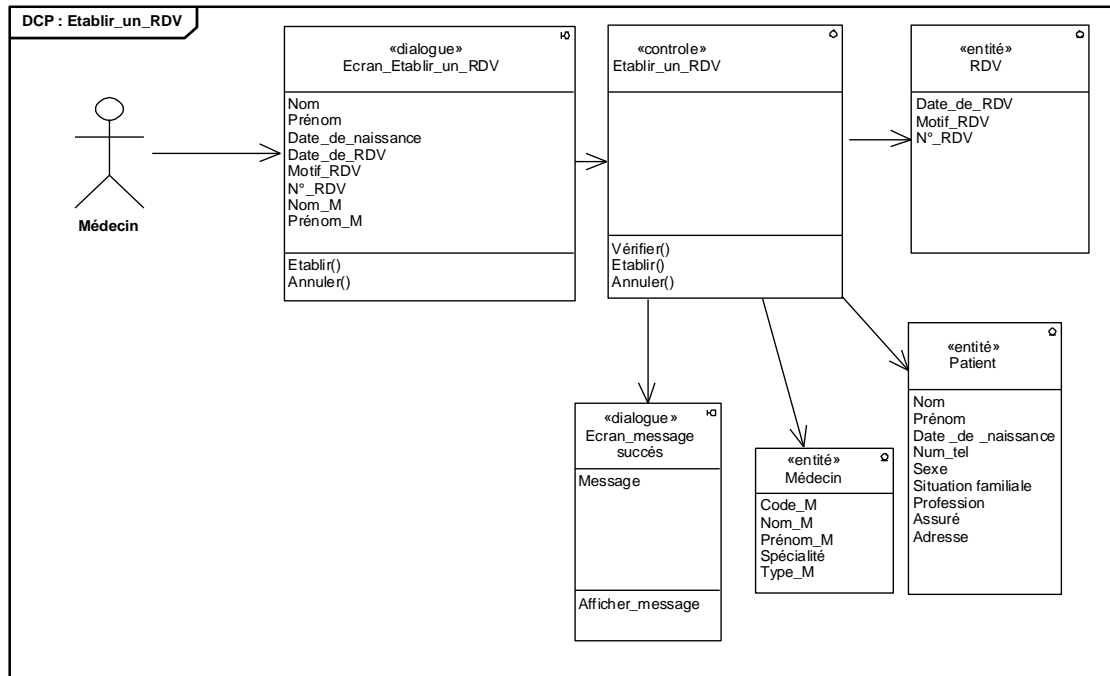 DCP : Etablir_un_RDV
Médecin
«dialogue»
Ecran_Etablir_un_RDV
Nom
Prénom
Date_de_naissance
Date_de_RDV
Motif_RDV
N°_RDV
Nom_M
Prénom_M
Etablir()
Annuler()
«controle»
Etablir_un_RDV
Vérifier()
Etablir()
Annuler()
«entité»
RDV
Date_de_RDV
Motif_RDV
N°_RDV
«dialogue»
Ecran_message
succés
Message
Afficher_message
«entité»
Médecin
Code_M
Nom_M
Prénom_M
Spécialité
Type_M
«entité»
Patient
Nom
Prénom
Date _de _naissance
Num_tel
Sexe
Situation familiale
Profession
Assuré
Adresse